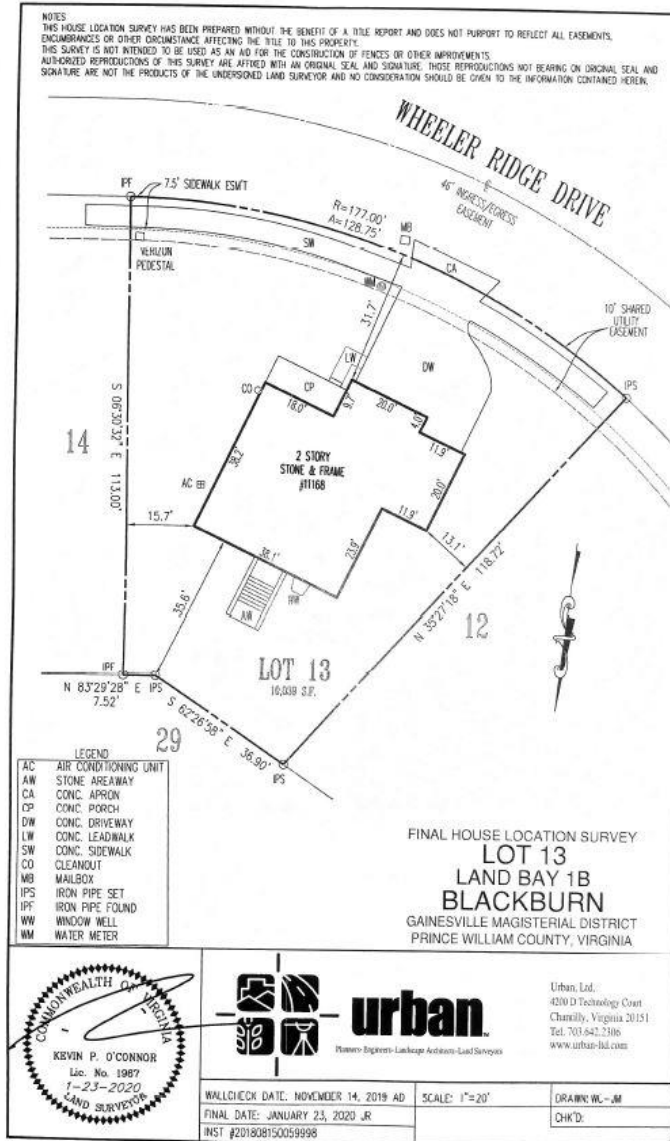 NOTES
THIS HOUSE LOCATION SURVEY HAS BEEN PREPARED WITHOUT THE BENEFIT OF A TITLE REPORT AND DOES NOT PURPORT TO REFLECT ALL EASEMENTS,
ENCUMBRANCES OR OTHER CIRCUMSTANCE AFFECTING THE TITLE TO THIS PROPERTY.
THIS SURVEY IS NOT INTENDED TO BE USED AS AN AID FOR THE CONSTRUCTION OF FENCES OR OTHER IMPROVEMENTS.
AUTHORIZED REPRODUCTIONS OF THIS SURVEY ARE AFFIXED WITH AN ORIGINAL SEAL AND SIGNATURE. THOSE REPRODUCTIONS NOT BEARING ON ORIGINAL SEAL AND
SIGNATURE ARE NOT THE PRODUCTS OF THE UNDERSIGNED LAND SURVEYOR AND NO CONSIDERATION SHOULD BE GIVEN TO THE INFORMATION CONTAINED HEREIN.
WHEELER RIDGE DRIVE
46' INGRESS/EGRESS
EASEMENT
IPF
7.5' SIDEWALK ESM'T
R=177.00'
A=128.75'
MB
SW
CA
VERIZON
PEDESTAL
10' SHARED
UTILITY
EASEMENT
31.7'
LW
DW
IPS
CO
CP
18.0'
9.7'
20.0'
4.0'
11.9'
S 06°30'32" E 113.00'
14
38.2'
2 STORY
STONE & FRAME
#11168
20.0'
AC
11.9'
15.7'
13.1'
38.1'
23.9'
N 35°27'18" E 118.72'
12
35.6'
AW
WW
LOT 13
10,039 S.F.
IPF
IPS
N 83°29'28" E
7.52'
S 62°26'58" E 36.90'
29
IPS
LEGEND
AC AIR CONDITIONING UNIT
AW STONE AREAWAY
CA CONC. APRON
CP CONC. PORCH
DW CONC. DRIVEWAY
LW CONC. LEADWALK
SW CONC. SIDEWALK
CO CLEANOUT
MB MAILBOX
IPS IRON PIPE SET
IPF IRON PIPE FOUND
WW WINDOW WELL
WM WATER METER
FINAL HOUSE LOCATION SURVEY
LOT 13
LAND BAY 1B
BLACKBURN
GAINESVILLE MAGISTERIAL DISTRICT
PRINCE WILLIAM COUNTY, VIRGINIA
COMMONWEALTH OF VIRGINIA
KEVIN P. O'CONNOR
Lic. No. 1987
1-23-2020
LAND SURVEYOR
urban
Planners-Engineers-Landscape Architects-Land Surveyors
Urban, Ltd.
4200 D Technology Court
Chantilly, Virginia 20151
Tel. 703.642.2306
www.urban-ltd.com
WALLCHECK DATE: NOVEMBER 14, 2019 AD
SCALE: 1"=20'
DRAWN: WC-JM
FINAL DATE: JANUARY 23, 2020 JR
CHK'D:
INST #201808150059998